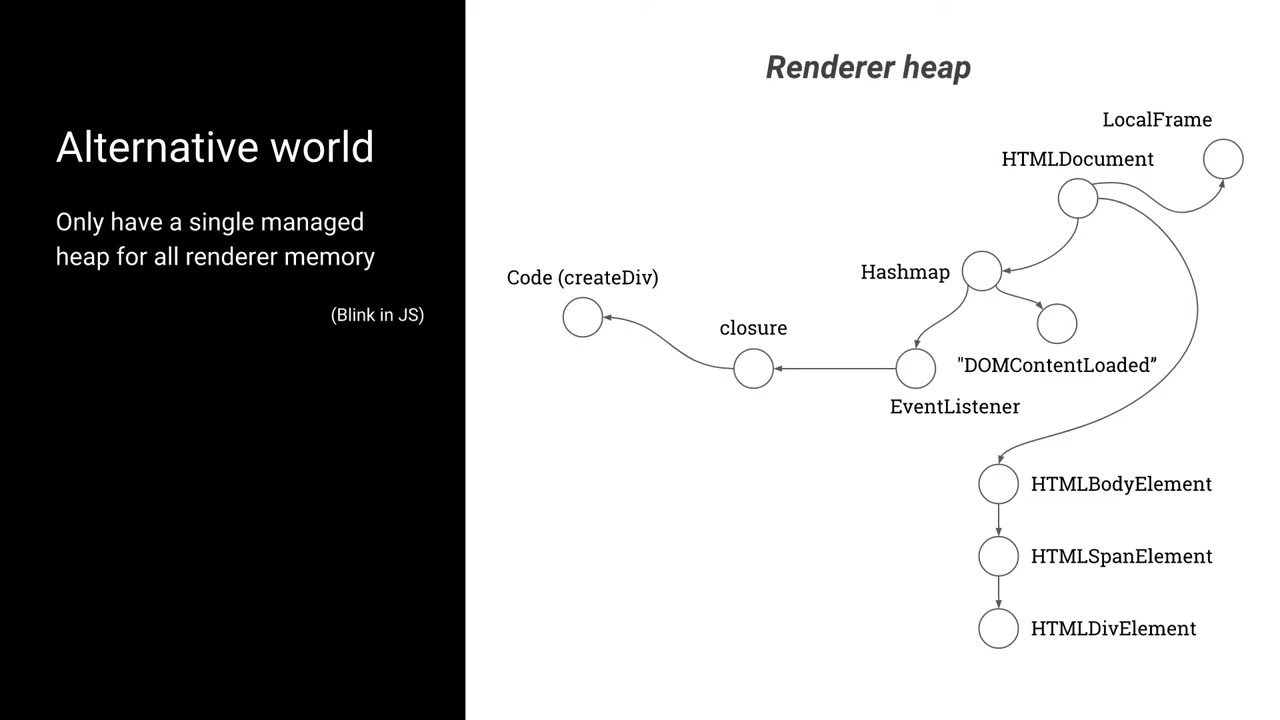 Alternative world
Only have a single managed
heap for all renderer memory
(Blink in JS)
Renderer heap
LocalFrame
HTMLDocument
Hashmap
Code (createDiv)
closure
"DOMContentLoaded”
EventListener
HTMLBodyElement
HTMLSpanElement
HTMLDivElement